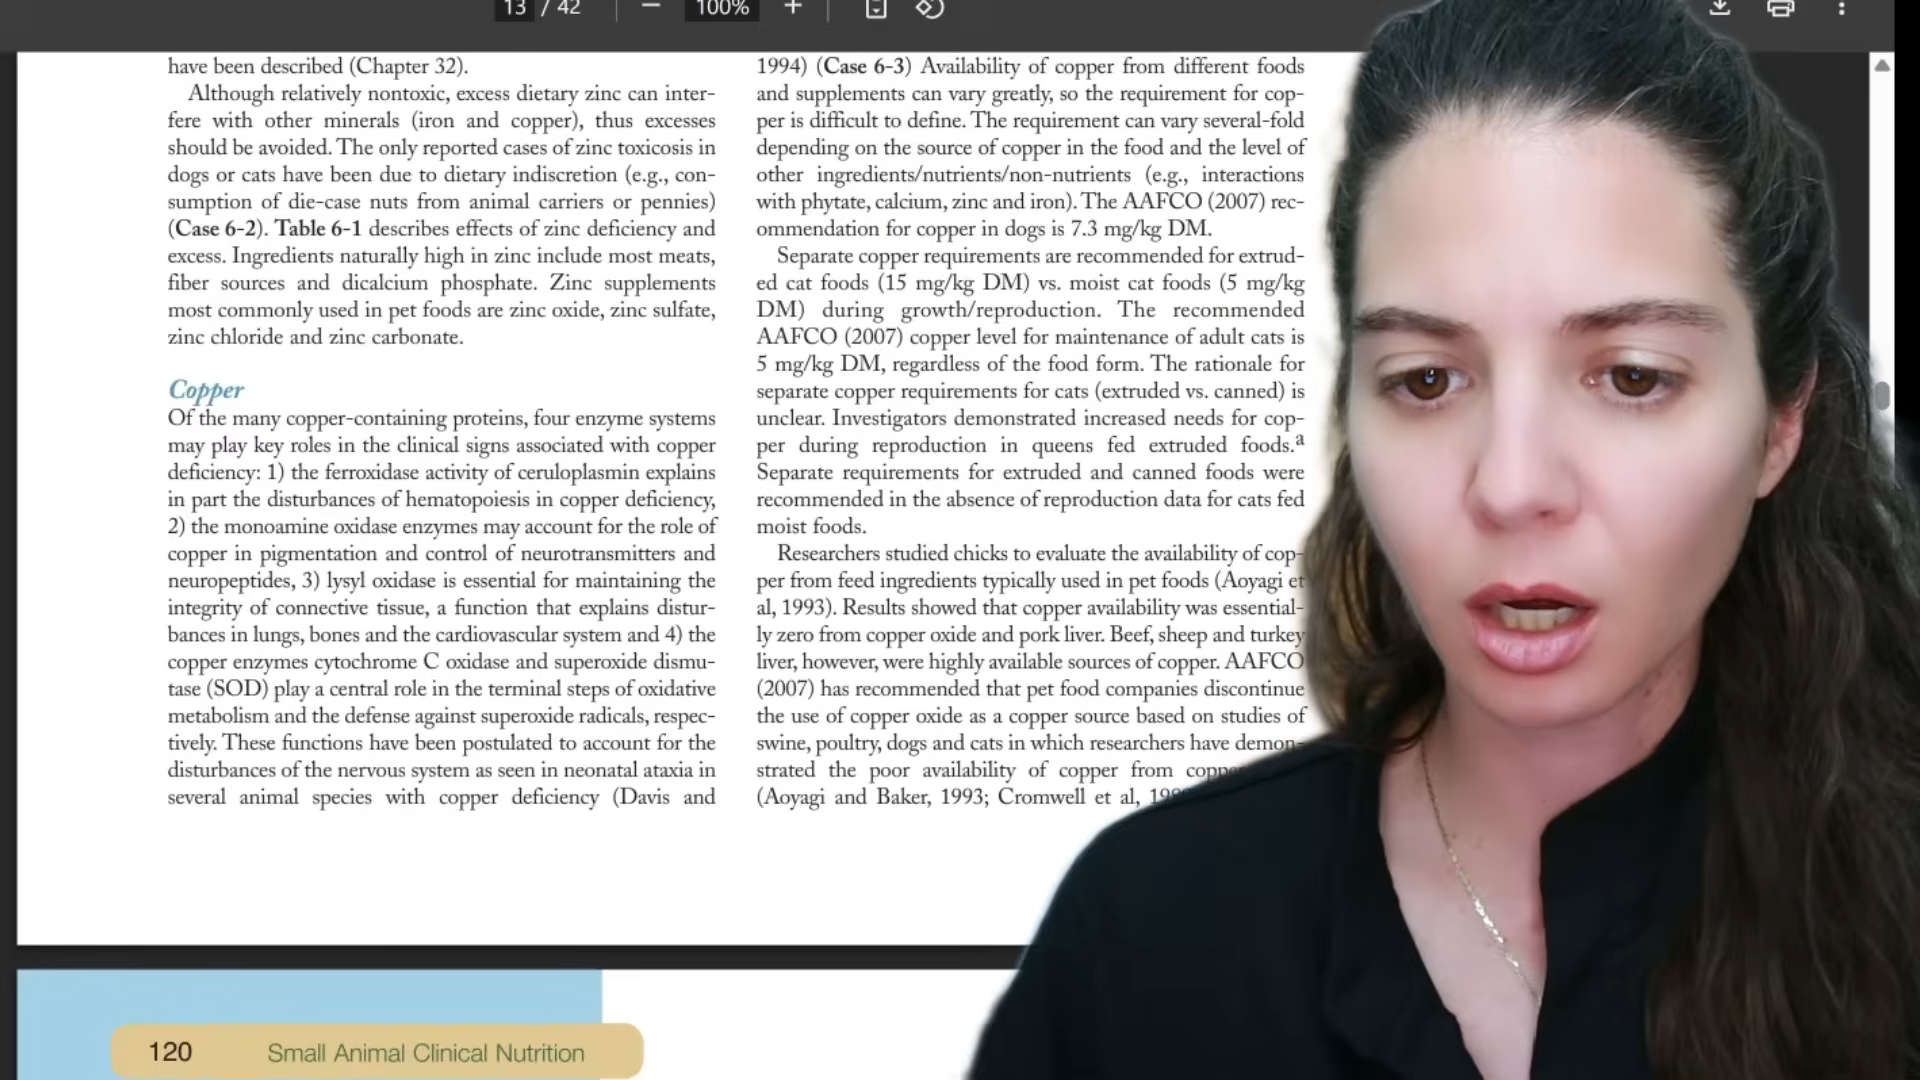 13 / 42
100%
have been described (Chapter 32).
Although relatively nontoxic, excess dietary zinc can inter-
fere with other minerals (iron and copper), thus excesses
should be avoided. The only reported cases of zinc toxicosis in
dogs or cats have been due to dietary indiscretion (e.g., con-
sumption of die-case nuts from animal carriers or pennies)
(Case 6-2). Table 6-1 describes effects of zinc deficiency and
excess. Ingredients naturally high in zinc include most meats,
fiber sources and dicalcium phosphate. Zinc supplements
most commonly used in pet foods are zinc oxide, zinc sulfate,
zinc chloride and zinc carbonate.
Copper
Of the many copper-containing proteins, four enzyme systems
may play key roles in the clinical signs associated with copper
deficiency: 1) the ferroxidase activity of ceruloplasmin explains
in part the disturbances of hematopoiesis in copper deficiency,
2) the monoamine oxidase enzymes may account for the role of
copper in pigmentation and control of neurotransmitters and
neuropeptides, 3) lysyl oxidase is essential for maintaining the
integrity of connective tissue, a function that explains distur-
bances in lungs, bones and the cardiovascular system and 4) the
copper enzymes cytochrome C oxidase and superoxide dismu-
tase (SOD) play a central role in the terminal steps of oxidative
metabolism and the defense against superoxide radicals, respec-
tively. These functions have been postulated to account for the
disturbances of the nervous system as seen in neonatal ataxia in
several animal species with copper deficiency (Davis and
1994) (Case 6-3) Availability of copper from different foods
and supplements can vary greatly, so the requirement for cop-
per is difficult to define. The requirement can vary several-fold
depending on the source of copper in the food and the level of
other ingredients/nutrients/non-nutrients (e.g., interactions
with phytate, calcium, zinc and iron). The AAFCO (2007) rec-
ommendation for copper in dogs is 7.3 mg/kg DM.
Separate copper requirements are recommended for extrud-
ed cat foods (15 mg/kg DM) vs. moist cat foods (5 mg/kg
DM) during growth/reproduction. The recommended
AAFCO (2007) copper level for maintenance of adult cats is
5 mg/kg DM, regardless of the food form. The rationale for
separate copper requirements for cats (extruded vs. canned) is
unclear. Investigators demonstrated increased needs for cop-
per during reproduction in queens fed extruded foods.a
Separate requirements for extruded and canned foods were
recommended in the absence of reproduction data for cats fed
moist foods.
Researchers studied chicks to evaluate the availability of cop-
per from feed ingredients typically used in pet foods (Aoyagi et
al, 1993). Results showed that copper availability was essential-
ly zero from copper oxide and pork liver. Beef, sheep and turkey
liver, however, were highly available sources of copper. AAFCO
(2007) has recommended that pet food companies discontinue
the use of copper oxide as a copper source based on studies of
swine, poultry, dogs and cats in which researchers have demon-
strated the poor availability of copper from
(Aoyagi and Baker, 1993; Cromwell et al,
120 Small Animal Clinical Nutrition